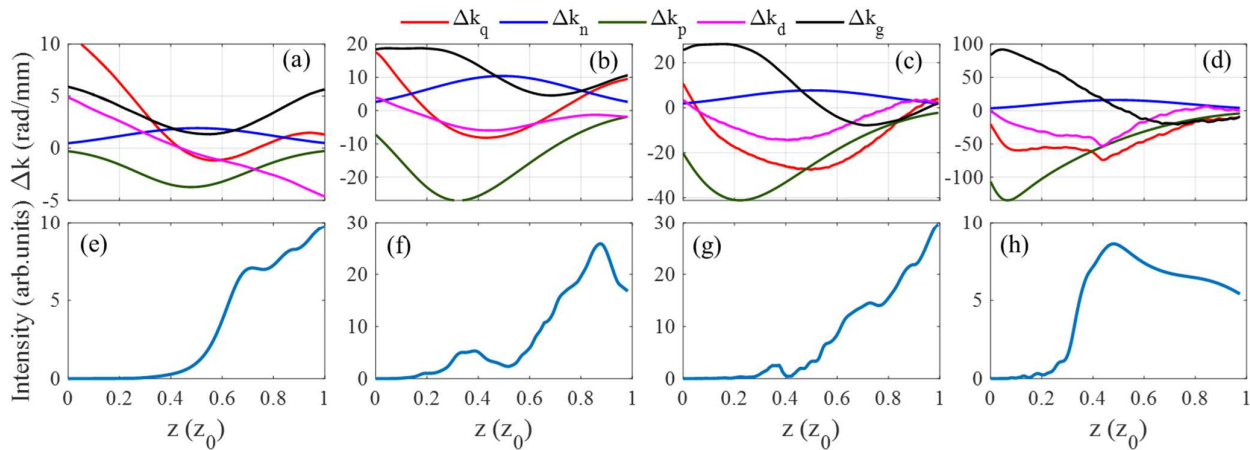 Δk_q Δk_n Δk_p Δk_d Δk_g
Δk (rad/mm)
10
5
0
-5
(a)
20
10
0
-10
-20
(b)
20
0
-20
-40
(c)
100
50
0
-50
-100
(d)
Intensity (arb.units)
10
5
0
(e)
0 0.2 0.4 0.6 0.8 1
z (z_0)
30
20
10
0
(f)
0 0.2 0.4 0.6 0.8 1
z (z_0)
30
20
10
0
(g)
0 0.2 0.4 0.6 0.8 1
z (z_0)
10
5
0
(h)
0 0.2 0.4 0.6 0.8 1
z (z_0)